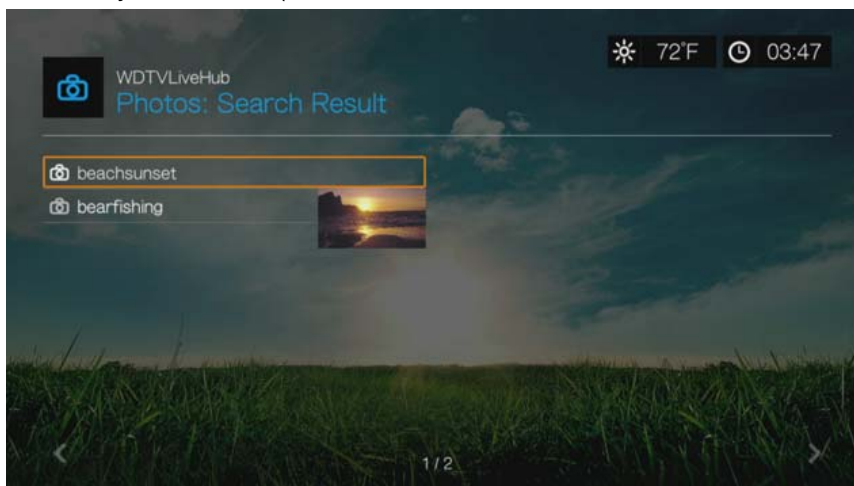 72°F 03:47
WDTVLiveHub
Photos: Search Result
beachsunset
bearfishing
1/2